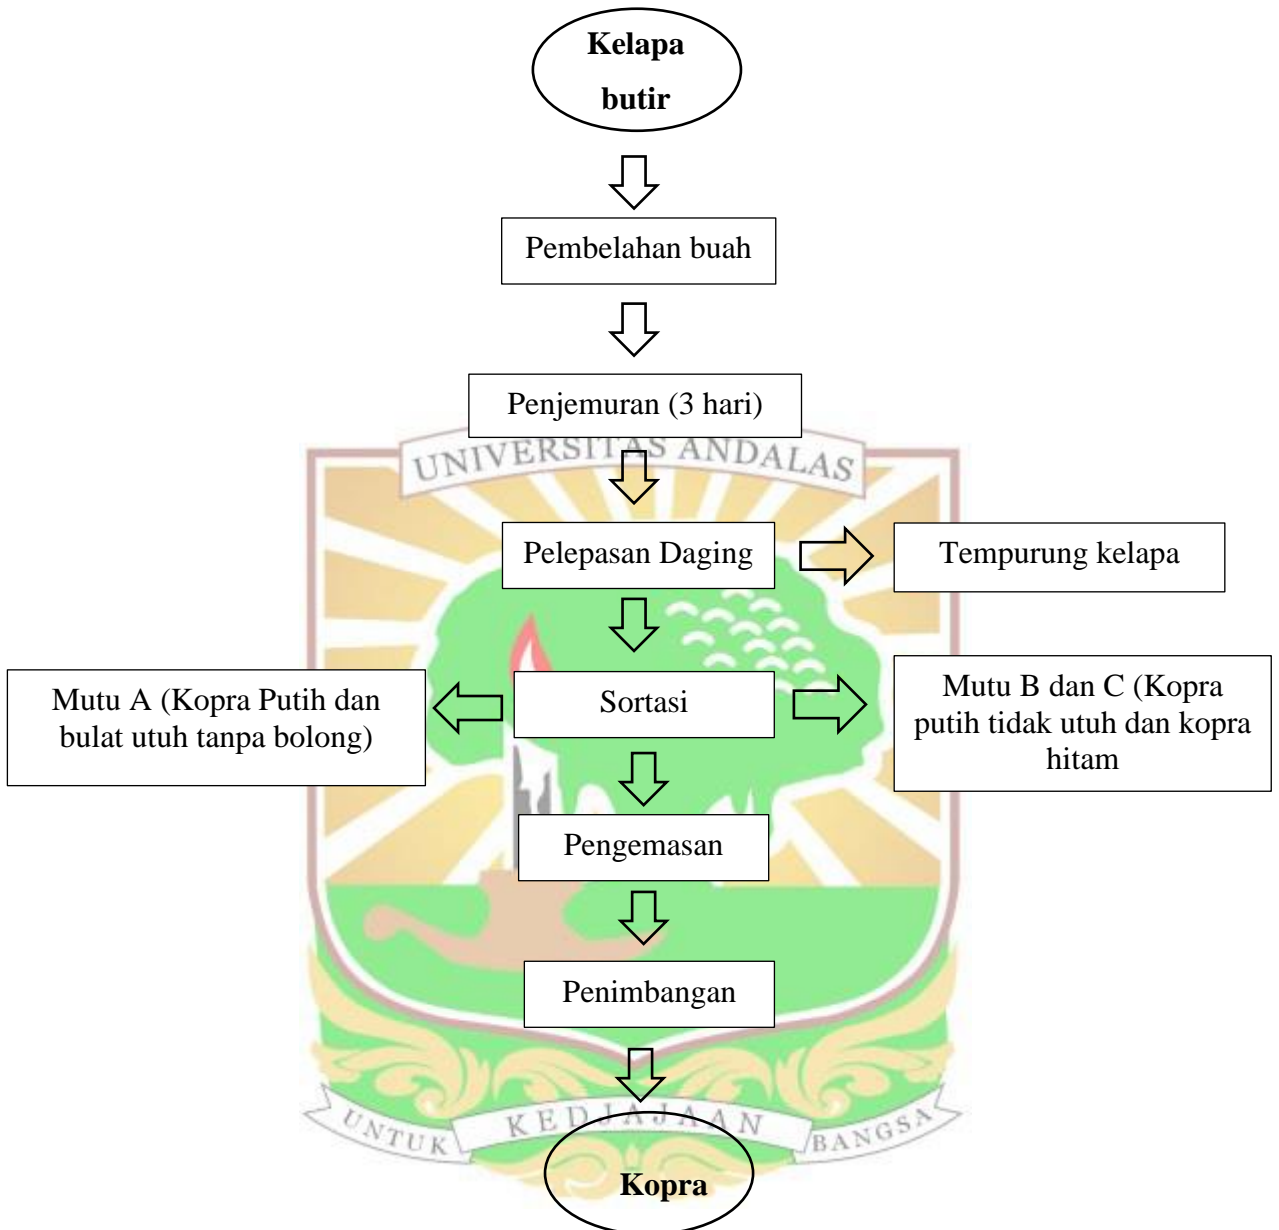 Kelapa
butir
Pembelahan buah
Penjemuran (3 hari)
UNIVERSITAS ANDALAS
Pelepasan Daging
Tempurung kelapa
Mutu A (Kopra Putih dan
bulat utuh tanpa bolong)
Sortasi
Mutu B dan C (Kopra
putih tidak utuh dan kopra
hitam
Pengemasan
Penimbangan
UNTUK KEDJAJAAN BANGSA
Kopra